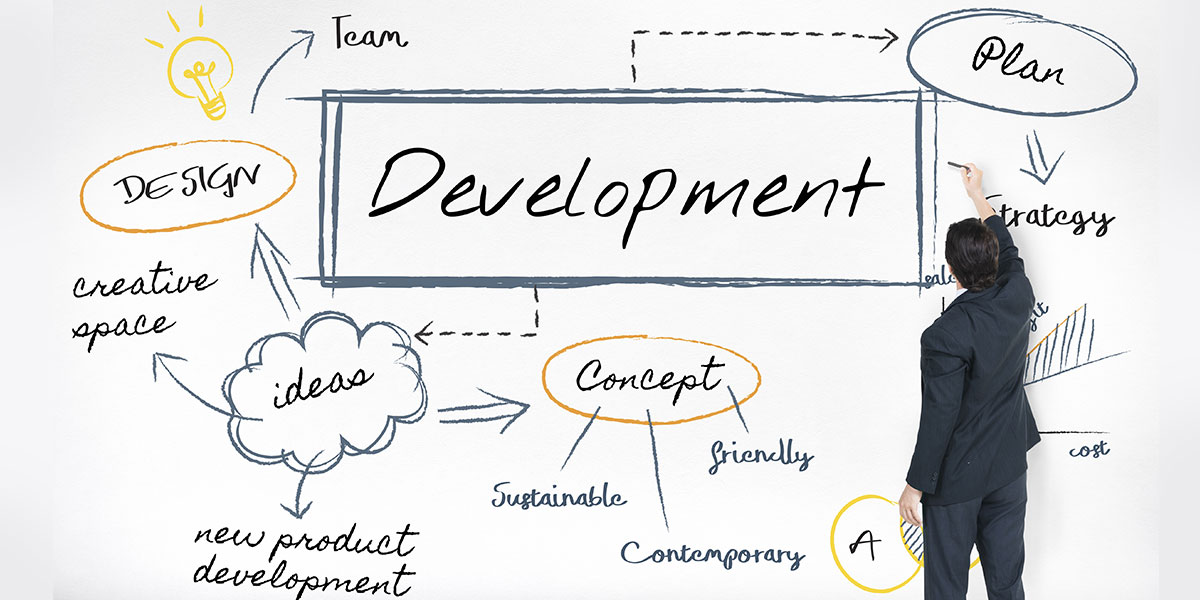 Team
Plan
Development
DESIGN
Strategy
creative
space
ideas
Concept
friendly
cost
Sustainable
A
new product
development
Contemporary